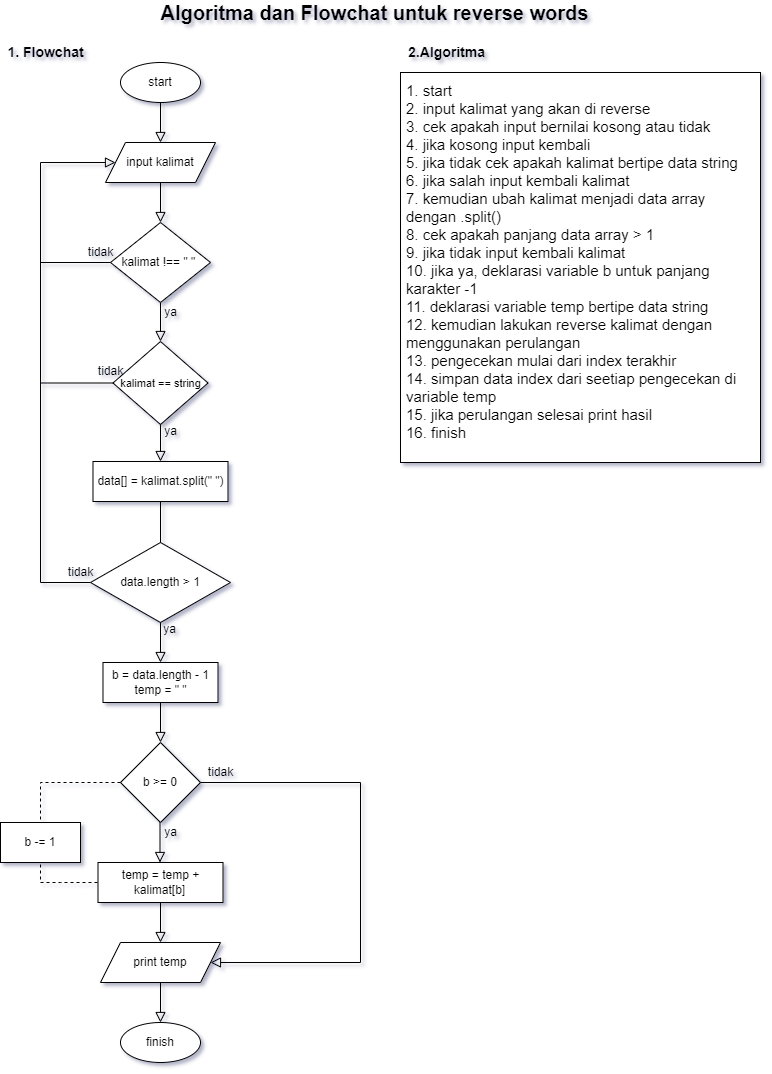 Algoritma dan Flowchat untuk reverse words
1. Flowchat
start
input kalimat
tidak
kalimat !== " "
ya
tidak
kalimat == string
ya
data[] = kalimat.split(" ")
tidak
data.length > 1
ya
b = data.length - 1
temp = " "
b >= 0
tidak
ya
b -= 1
temp = temp +
kalimat[b]
print temp
finish
2.Algoritma
1. start
2. input kalimat yang akan di reverse
3. cek apakah input bernilai kosong atau tidak
4. jika kosong input kembali
5. jika tidak cek apakah kalimat bertipe data string
6. jika salah input kembali kalimat
7. kemudian ubah kalimat menjadi data array
dengan .split()
8. cek apakah panjang data array > 1
9. jika tidak input kembali kalimat
10. jika ya, deklarasi variable b untuk panjang
karakter -1
11. deklarasi variable temp bertipe data string
12. kemudian lakukan reverse kalimat dengan
menggunakan perulangan
13. pengecekan mulai dari index terakhir
14. simpan data index dari seetiap pengecekan di
variable temp
15. jika perulangan selesai print hasil
16. finish